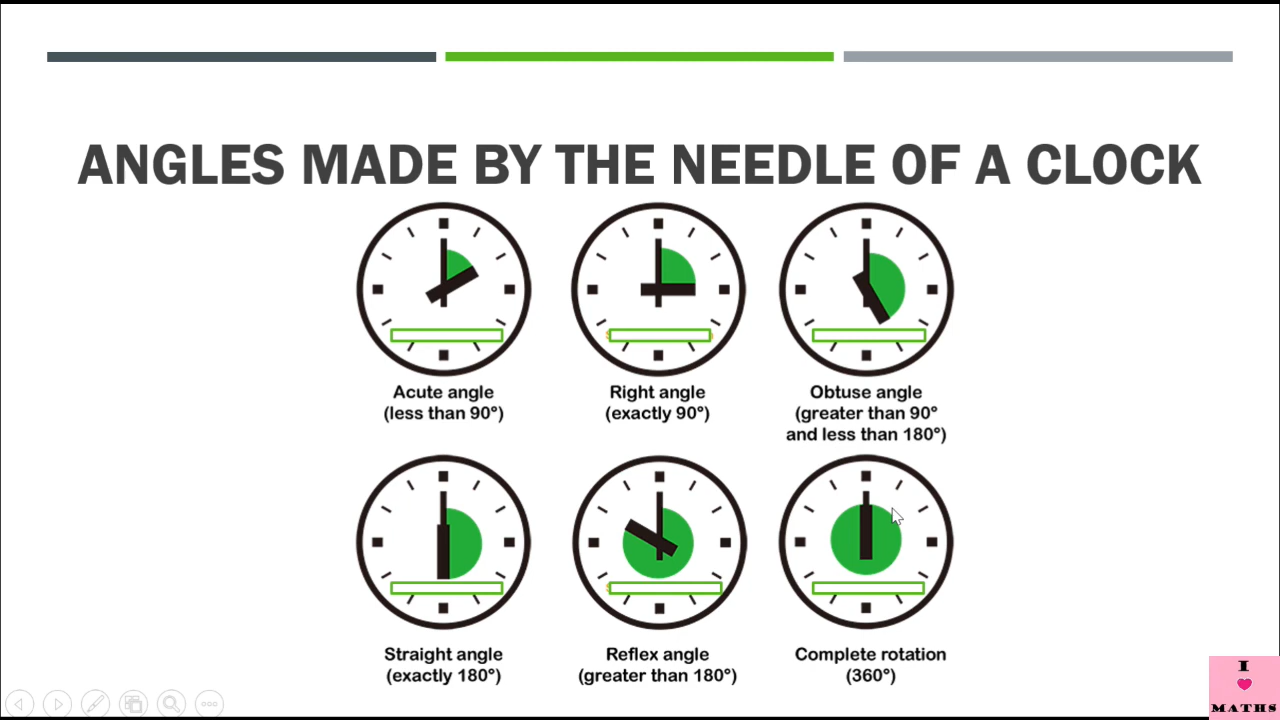 ANGLES MADE BY THE NEEDLE OF A CLOCK
Acute angle
(less than 90°)
Right angle
(exactly 90°)
Obtuse angle
(greater than 90°
and less than 180°)
Straight angle
(exactly 180°)
Reflex angle
(greater than 180°)
Complete rotation
(360°)
I
MATHS